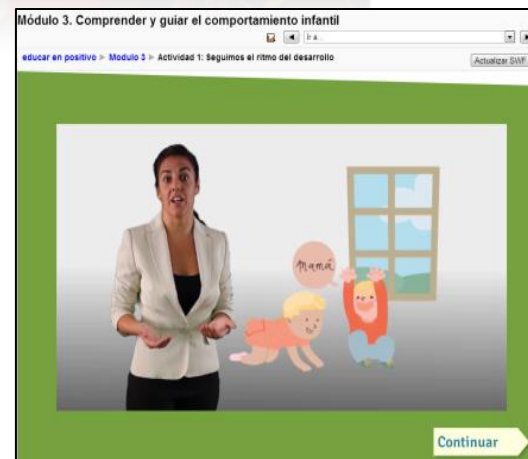 Módulo 3. Comprender y guiar el comportamiento infantil
Ir a...
educar en positivo ► Modulo 3 ► Actividad 1: Seguimos el ritmo del desarrollo
Actualizar SWF
mamá
Continuar